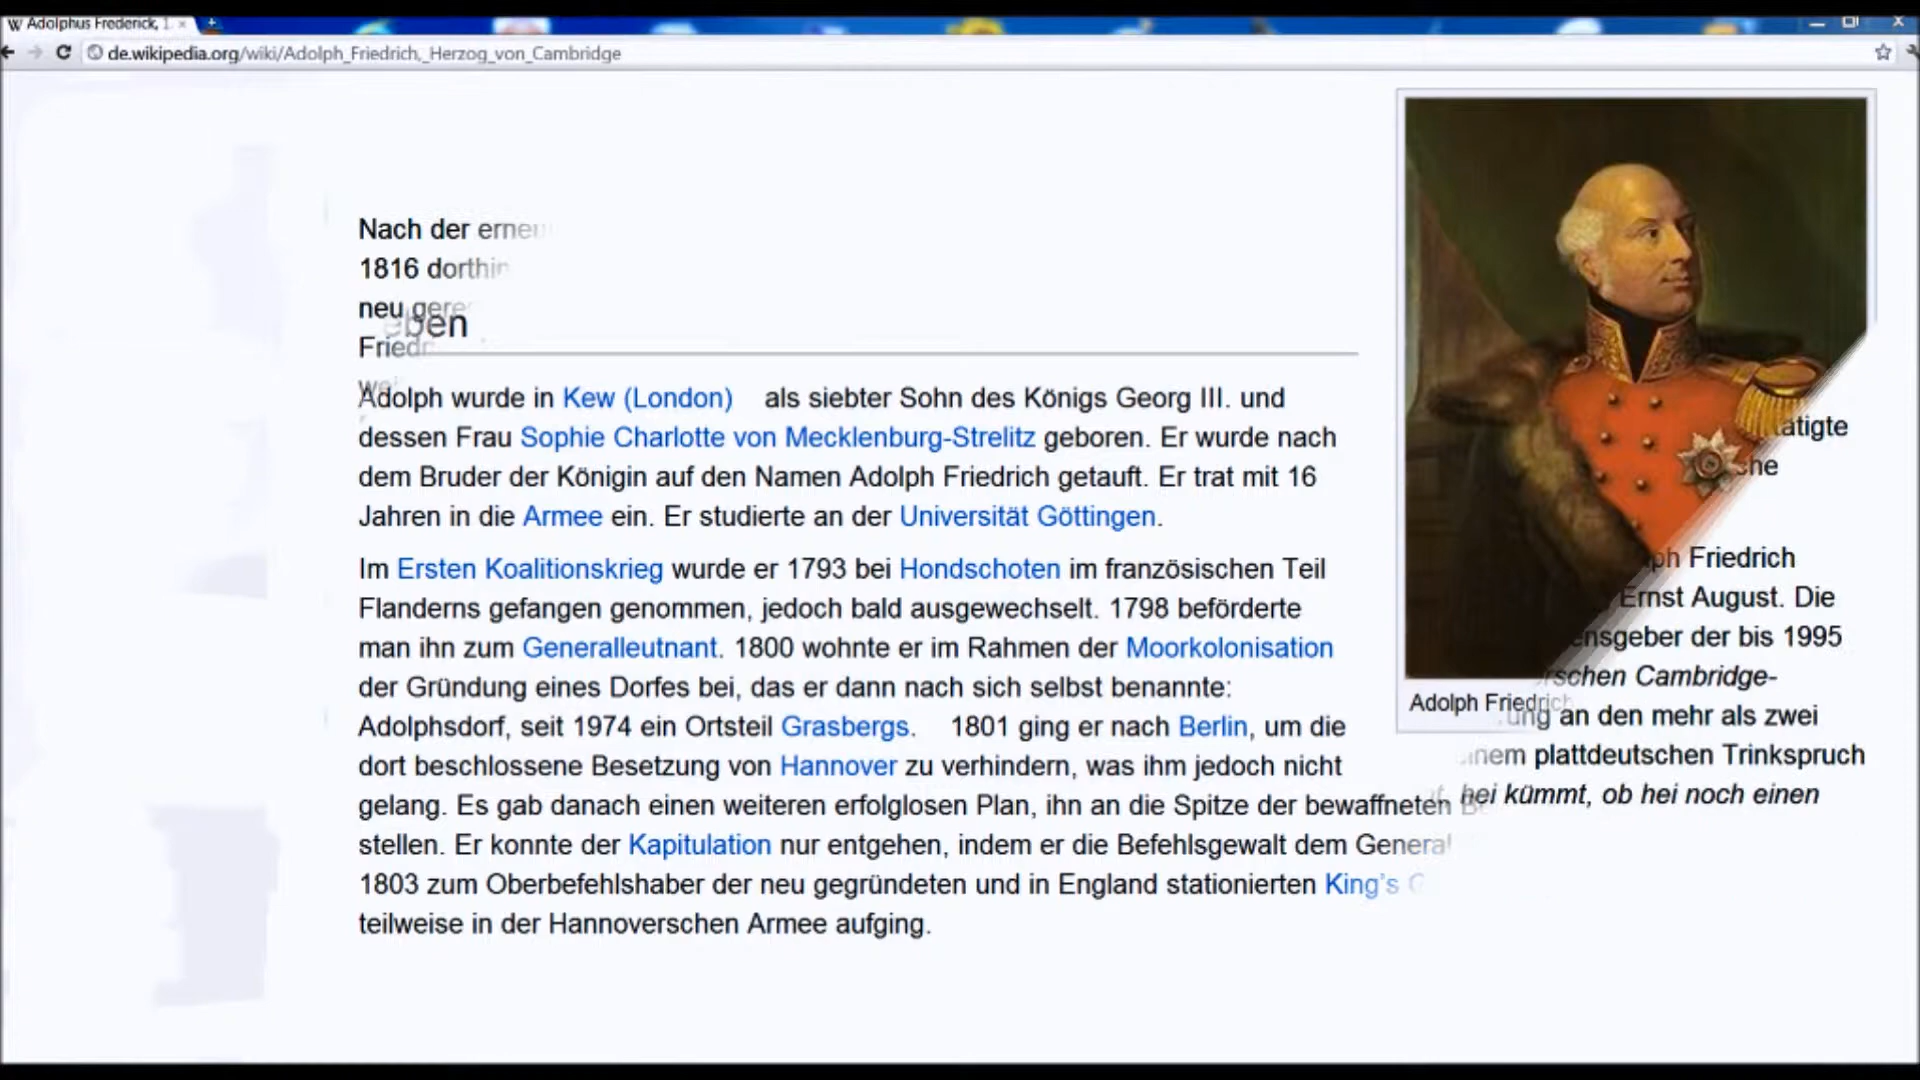 Adolphus Frederick, 1
de.wikipedia.org/wiki/Adolph_Friedrich,_Herzog_von_Cambridge
Nach der
1816
neu
Adolph wurde in Kew (London) als siebter Sohn des Königs Georg III. und
dessen Frau Sophie Charlotte von Mecklenburg-Strelitz geboren. Er wurde nach
dem Bruder der Königin auf den Namen Adolph Friedrich getauft. Er trat mit 16
Jahren in die Armee ein. Er studierte an der Universität Göttingen.
Im Ersten Koalitionskrieg wurde er 1793 bei Hondschoten im französischen Teil
Flanderns gefangen genommen, jedoch bald ausgewechselt. 1798 beförderte
man ihn zum Generalleutnant. 1800 wohnte er im Rahmen der Moorkolonisation
der Gründung eines Dorfes bei, das er dann nach sich selbst benannte:
Adolphsdorf, seit 1974 ein Ortsteil Grasbergs. 1801 ging er nach Berlin, um die
dort beschlossene Besetzung von Hannover zu verhindern, was ihm jedoch nicht
gelang. Es gab danach einen weiteren erfolglosen Plan, ihn an die Spitze der bewaffneten
stellen. Er konnte der Kapitulation nur entgehen, indem er die Befehlsgewalt dem General
1803 zum Oberbefehlshaber der neu gegründeten und in England stationierten King's
teilweise in der Hannoverschen Armee aufging.
Adolph Friedrich
Friedrich
Ernst August. Die
der bis 1995
Cambridge-
an den mehr als zwei
plattdeutschen Trinkspruch
hei kümmt, ob hei noch einen